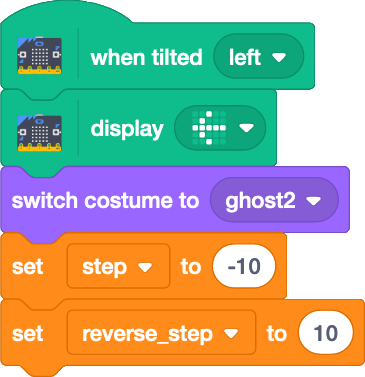 when tilted left
display
switch costume to ghost2
set step to -10
set reverse_step to 10